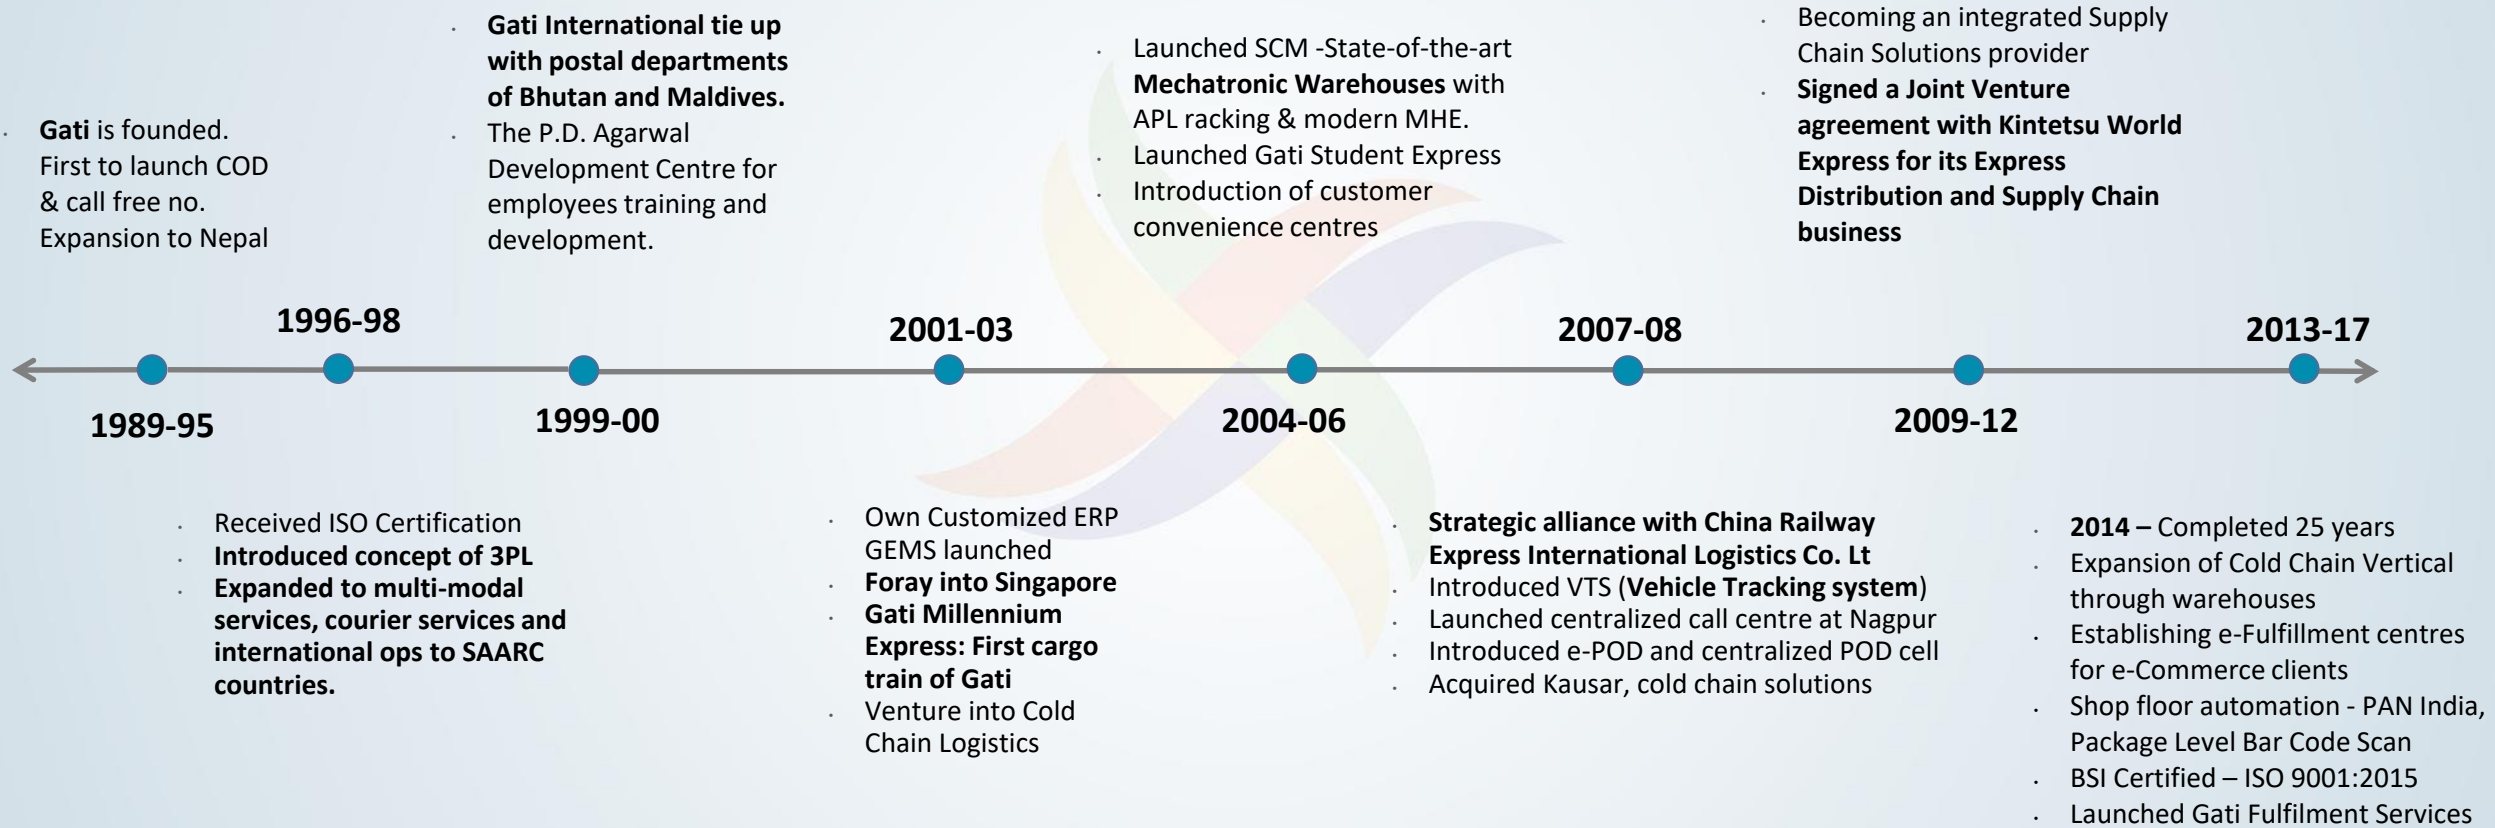 Gati is founded.
First to launch COD
& call free no.
Expansion to Nepal
1989-95
1996-98
Received ISO Certification
Introduced concept of 3PL
Expanded to multi-modal
services, courier services and
international ops to SAARC
countries.
Gati International tie up
with postal departments
of Bhutan and Maldives.
The P.D. Agarwal
Development Centre for
employees training and
development.
1999-00
2001-03
Own Customized ERP
GEMS launched
Foray into Singapore
Gati Millennium
Express: First cargo
train of Gati
Venture into Cold
Chain Logistics
Launched SCM -State-of-the-art
Mechatronic Warehouses with
APL racking & modern MHE.
Launched Gati Student Express
Introduction of customer
convenience centres
2004-06
2007-08
Strategic alliance with China Railway
Express International Logistics Co. Lt
Introduced VTS (Vehicle Tracking system)
Launched centralized call centre at Nagpur
Introduced e-POD and centralized POD cell
Acquired Kausar, cold chain solutions
Becoming an integrated Supply
Chain Solutions provider
Signed a Joint Venture
agreement with Kintetsu World
Express for its Express
Distribution and Supply Chain
business
2009-12
2013-17
2014 – Completed 25 years
Expansion of Cold Chain Vertical
through warehouses
Establishing e-Fulfillment centres
for e-Commerce clients
Shop floor automation - PAN India,
Package Level Bar Code Scan
BSI Certified – ISO 9001:2015
Launched Gati Fulfilment Services